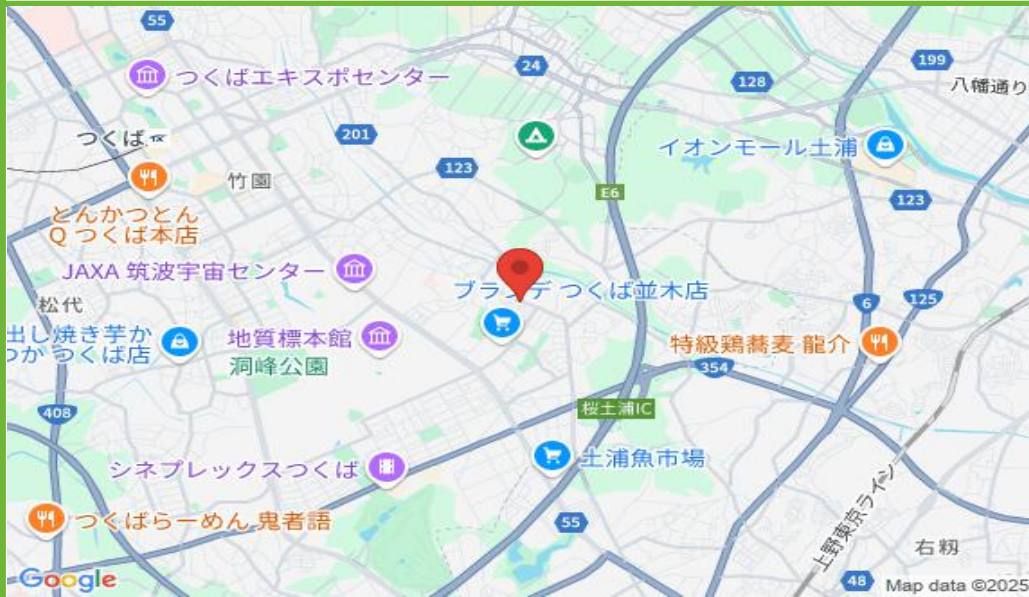 55
つくばエキスポセンター
24
128
199
八幡通り
つくば
201
イオンモール土浦
123
竹園
E6
123
とんかつとん
Q つくば本店
JAXA 筑波宇宙センター
ブランデ つくば並木店
松代
6
125
出し焼き芋か
つか つくば店
地質標本館
洞峰公園
特級鶏蕎麦 龍介
354
408
桜土浦IC
シネプレックスつくば
土浦魚市場
つくばらーめん 鬼者語
55
上野東京ライン
右籾
Google
48
Map data ©2025